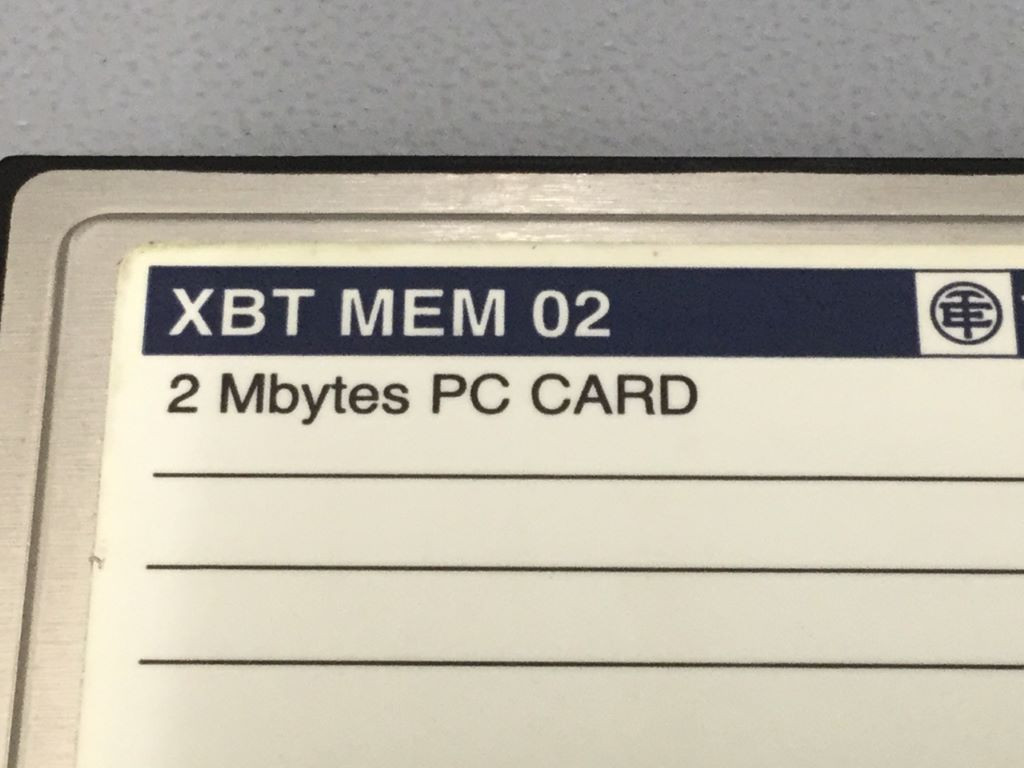 XBT MEM 02
2 Mbytes PC CARD